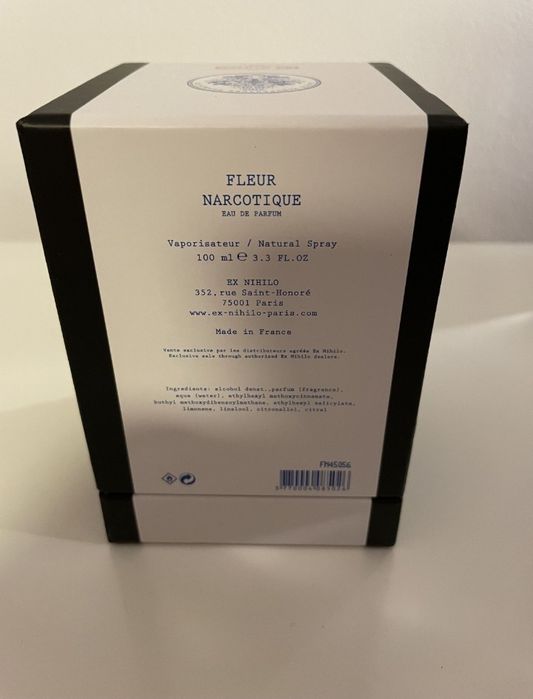 FLEUR
NARCOTIQUE
EAU DE PARFUM
Vaporisateur / Natural Spray
100 ml ℮ 3.3 FL.OZ
EX NIHILO
352, rue Saint-Honoré
75001 Paris
www.ex-nihilo-paris.com
Made in France
Vente exclusive par les distributeurs agréés Ex Nihilo.
Exclusive sale through authorized Ex Nihilo dealers.
Ingredients: alcohol denat., parfum (fragrance),
aqua (water), ethylhexyl methoxycinnamate,
buthyl methoxydibenzoylmethane, ethylhexyl salicylate,
limonene, linalool, citronellol, citral
FM45056